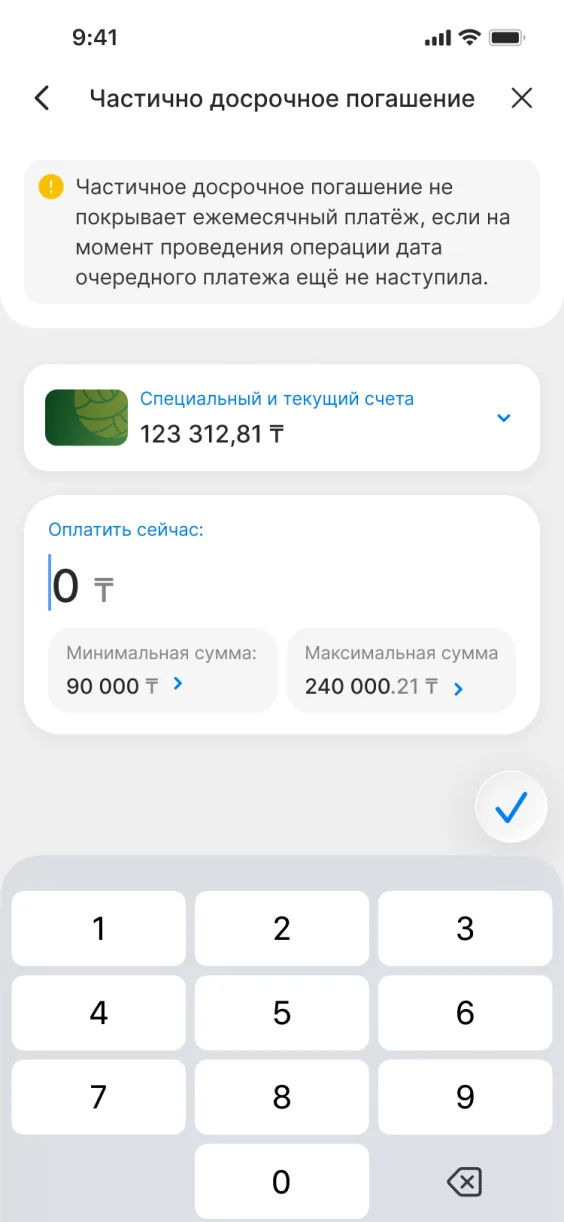 9:41
Частично досрочное погашение
Частичное досрочное погашение не
покрывает ежемесячный платёж, если на
момент проведения операции дата
очередного платежа ещё не наступила.
Специальный и текущий счета
123 312,81 ₸
Оплатить сейчас:
0 ₸
Минимальная сумма:
90 000 ₸
Максимальная сумма
240 000.21 ₸
1
2
3
4
5
6
7
8
9
0